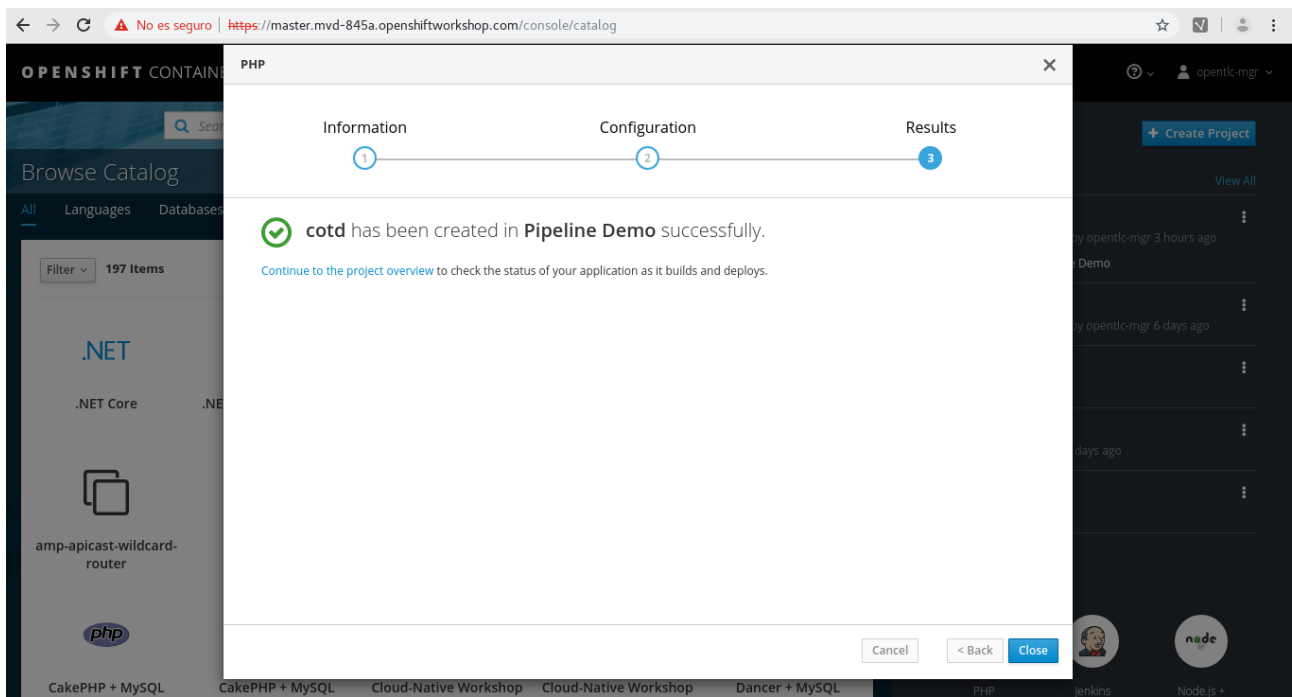 No es seguro | https://master.mvd-845a.openshiftworkshop.com/console/catalog
OPENSHIFT CONTAINE
opentlc-mgr
PHP
Information
Configuration
Results
1
2
3
Sear
+ Create Project
Browse Catalog
View All
All Languages Databases
cotd has been created in Pipeline Demo successfully.
Continue to the project overview to check the status of your application as it builds and deploys.
by opentlc-mgr 3 hours ago
Demo
Filter 197 Items
by opentlc-mgr 6 days ago
.NET
.NET Core
.NE
days ago
amp-apicast-wildcard-
router
php
node
Cancel
< Back
Close
CakePHP + MySQL
CakePHP + MySQL
Cloud-Native Workshop
Cloud-Native Workshop
Dancer + MySQL
PHP
Jenkins
Node.js +